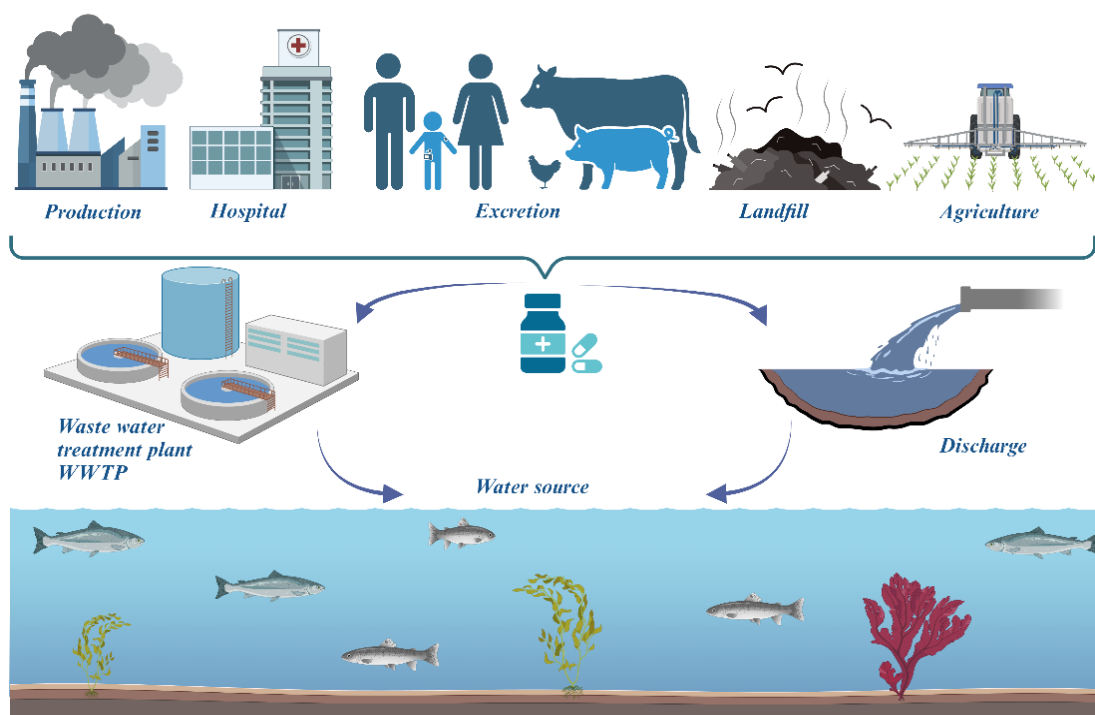 Production
Hospital
Excretion
Landfill
Agriculture
Waste water
treatment plant
WWTP
Discharge
Water source